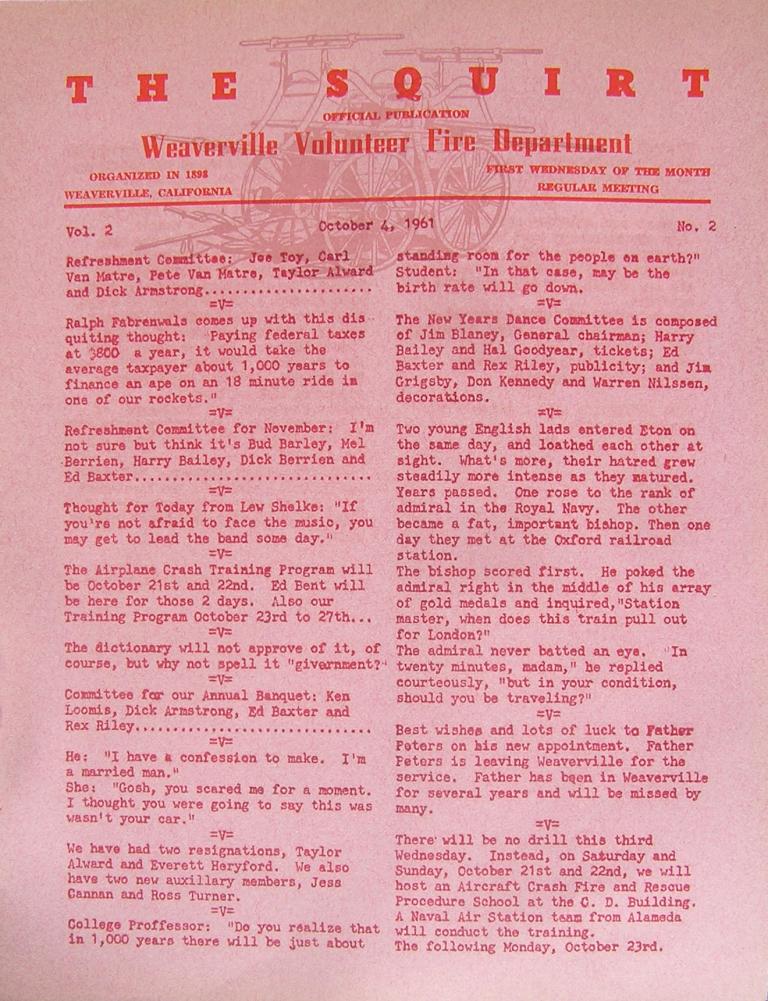 THE SQUIRT
OFFICIAL PUBLICATION
Weaverville Volunteer Fire Department
ORGANIZED IN 1898
WEAVERVILLE, CALIFORNIA
FIRST WEDNESDAY OF THE MONTH
REGULAR MEETING
Vol. 2 October 4, 1961 No. 2
Refreshment Committee: Joe Toy, Carl
Van Matre, Pete Van Matre, Taylor Alward
and Dick Armstrong......................
=V=
Ralph Fabrenwals comes up with this dis-
quiting thought: "Paying federal taxes
at $800 a year, it would take the
average taxpayer about 1,000 years to
finance an ape on an 18 minute ride in
one of our rockets."
=V=
Refreshment Committee for November: I'm
not sure but think it's Bud Barley, Mel
Berrien, Harry Bailey, Dick Berrien and
Ed Baxter..............................
=V=
Thought for Today from Lew Shelke: "If
you're not afraid to face the music, you
may get to lead the band some day."
=V=
The Airplane Crash Training Program will
be October 21st and 22nd. Ed Bent will
be here for those 2 days. Also our
Training Program October 23rd to 27th...
=V=
The dictionary will not approve of it, of
course, but why not spell it "givernment?"
=V=
Committee for our Annual Banquet: Ken
Loomis, Dick Armstrong, Ed Baxter and
Rex Riley..............................
=V=
He: "I have a confession to make. I'm
a married man."
She: "Gosh, you scared me for a moment.
I thought you were going to say this was
wasn't your car."
=V=
We have had two resignations, Taylor
Alward and Everett Heryford. We also
have two new auxillary members, Jess
Cannan and Ross Turner.
=V=
College Proffessor: "Do you realize that
in 1,000 years there will be just about
standing room for the people on earth?"
Student: "In that case, may be the
birth rate will go down.
=V=
The New Years Dance Committee is composed
of Jim Blaney, General chairman; Harry
Bailey and Hal Goodyear, tickets; Ed
Baxter and Rex Riley, publicity; and Jim
Grigsby, Don Kennedy and Warren Nilssen,
decorations.
=V=
Two young English lads entered Eton on
the same day, and loathed each other at
sight. What's more, their hatred grew
steadily more intense as they matured.
Years passed. One rose to the rank of
admiral in the Royal Navy. The other
became a fat, important bishop. Then one
day they met at the Oxford railroad
station.
The bishop scored first. He poked the
admiral right in the middle of his array
of gold medals and inquired,"Station
master, when does this train pull out
for London?"
The admiral never batted an eye. "In
twenty minutes, madam," he replied
courteously, "but in your condition,
should you be traveling?"
=V=
Best wishes and lots of luck to Father
Peters on his new appointment. Father
Peters is leaving Weaverville for the
service. Father has been in Weaverville
for several years and will be missed by
many.
=V=
There will be no drill this third
Wednesday. Instead, on Saturday and
Sunday, October 21st and 22nd, we will
host an Aircraft Crash Fire and Rescue
Procedure School at the C. D. Building.
A Naval Air Station team from Alameda
will conduct the training.
The following Monday, October 23rd.